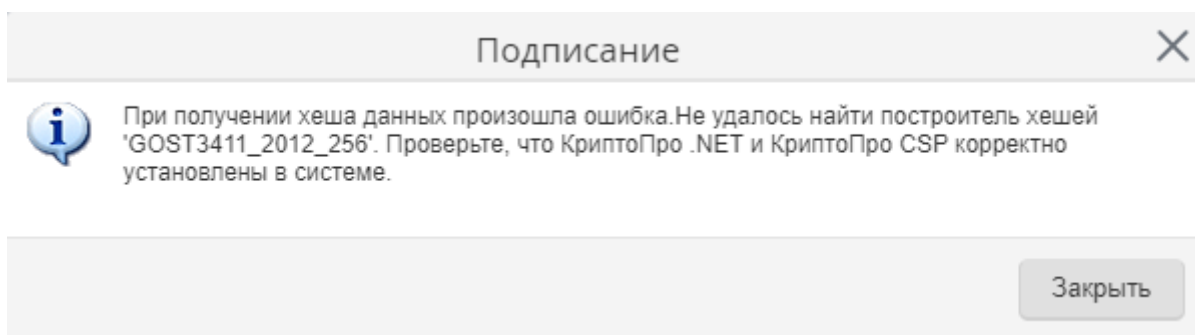 Подписание
При получении хеша данных произошла ошибка.Не удалось найти построитель хешей
'GOST3411_2012_256'. Проверьте, что КриптоПро .NET и КриптоПро CSP корректно
установлены в системе.
Закрыть